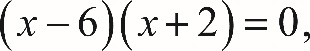 (x − 6)(x + 2) = 0,